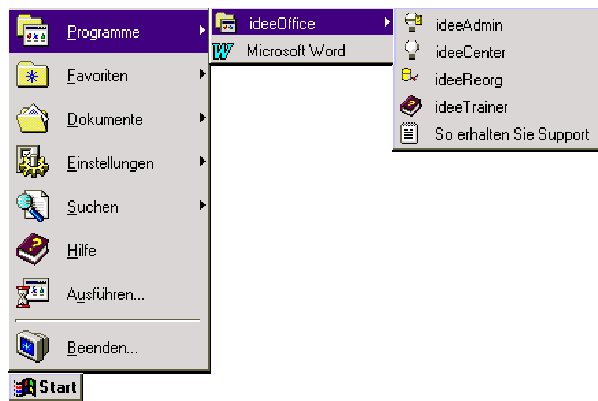 Programme
Favoriten
Dokumente
Einstellungen
Suchen
Hilfe
Ausführen...
Beenden...
Start
ideeOffice
Microsoft Word
ideeAdmin
ideeCenter
ideeReorg
ideeTrainer
So erhalten Sie Support